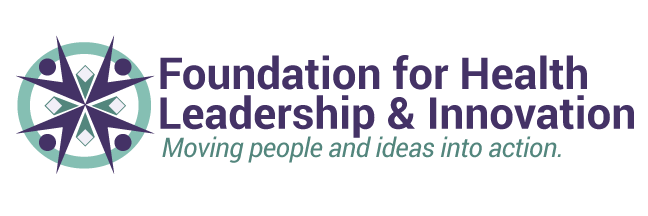 Foundation for Health
Leadership & Innovation
Moving people and ideas into action.